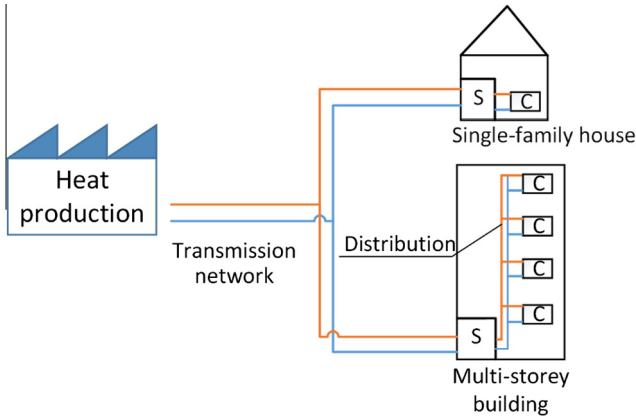 Heat
production
Transmission
network
Distribution
S
C
Single-family house
C
C
C
C
S
Multi-storey
building